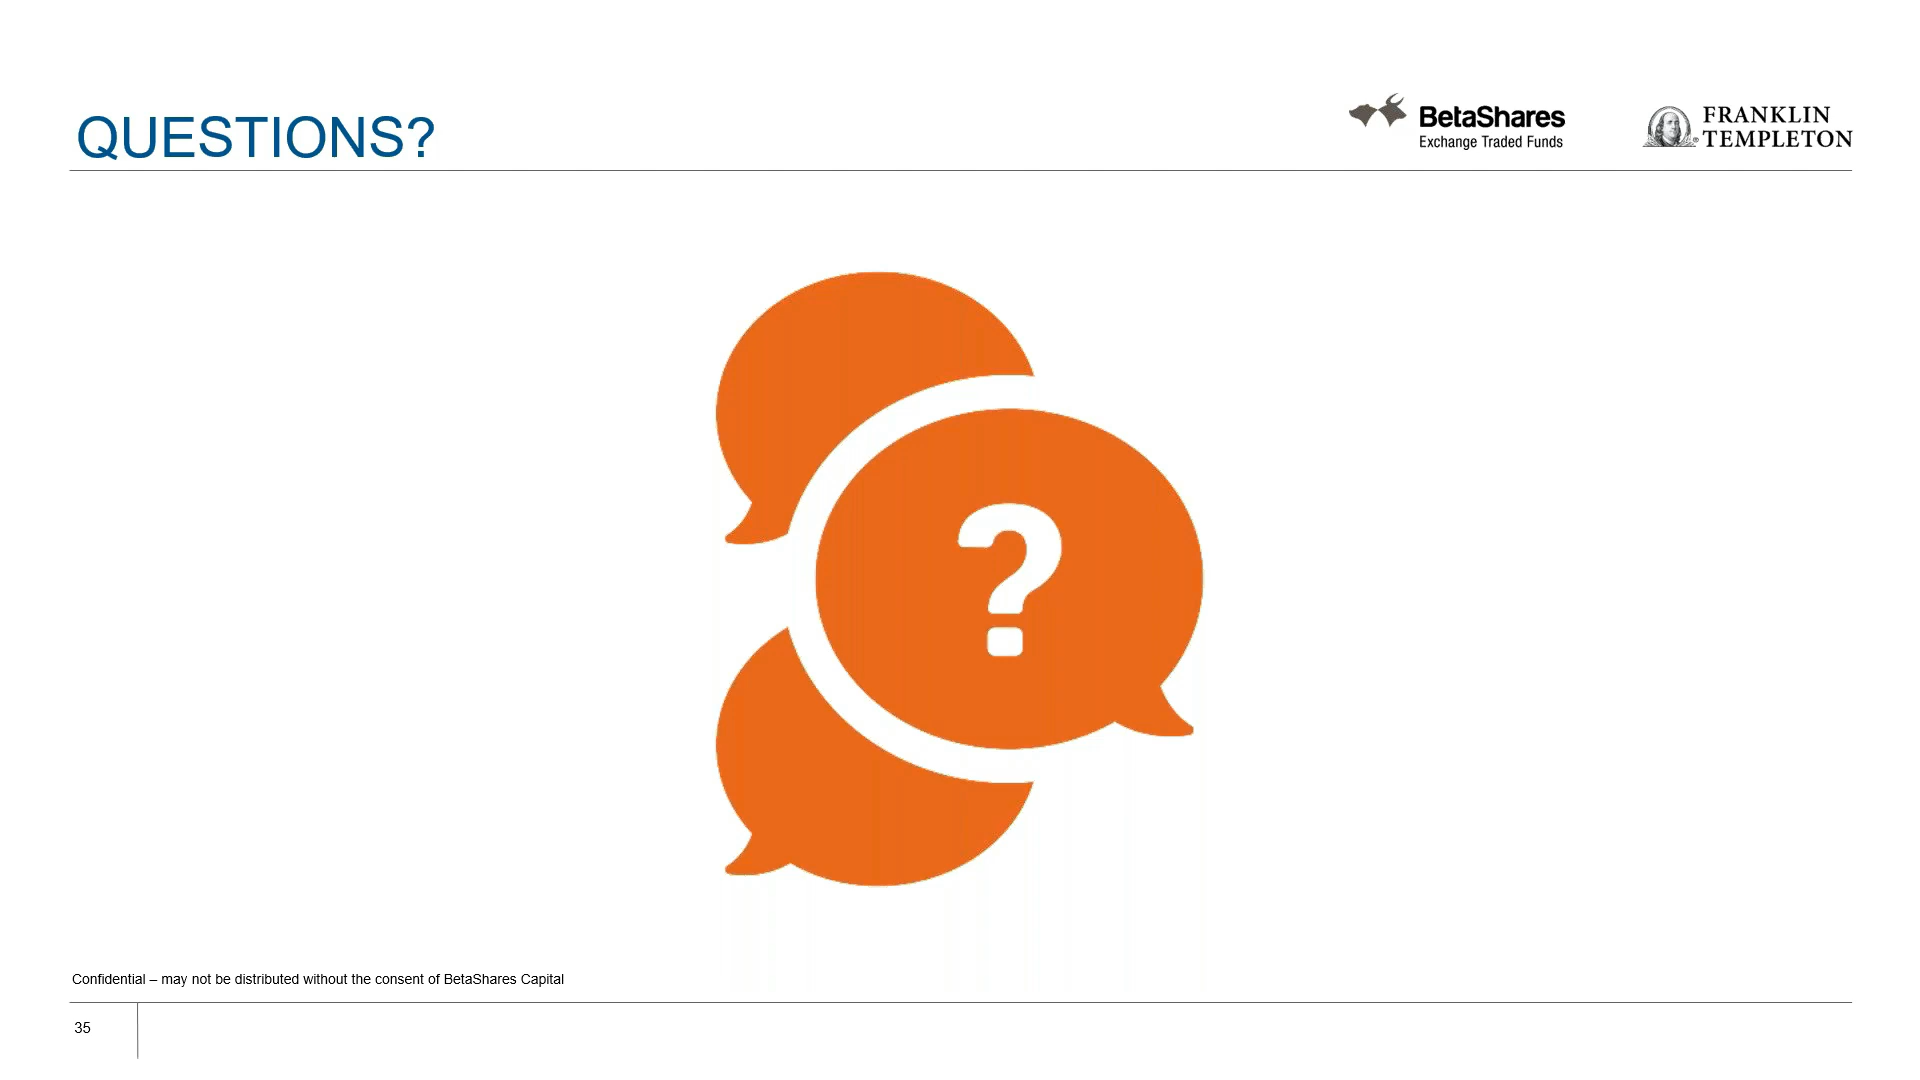 QUESTIONS?
BetaShares
Exchange Traded Funds
FRANKLIN
TEMPLETON
?
Confidential – may not be distributed without the consent of BetaShares Capital
35